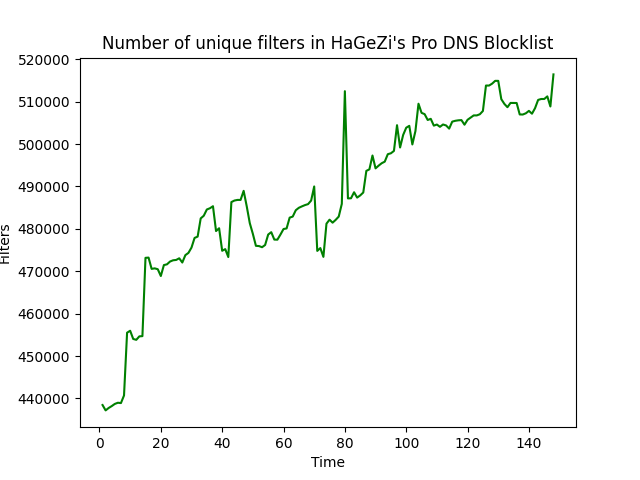 Number of unique filters in HaGeZi's Pro DNS Blocklist
520000
510000
500000
490000
480000
470000
460000
450000
440000
Filters
0 20 40 60 80 100 120 140
Time